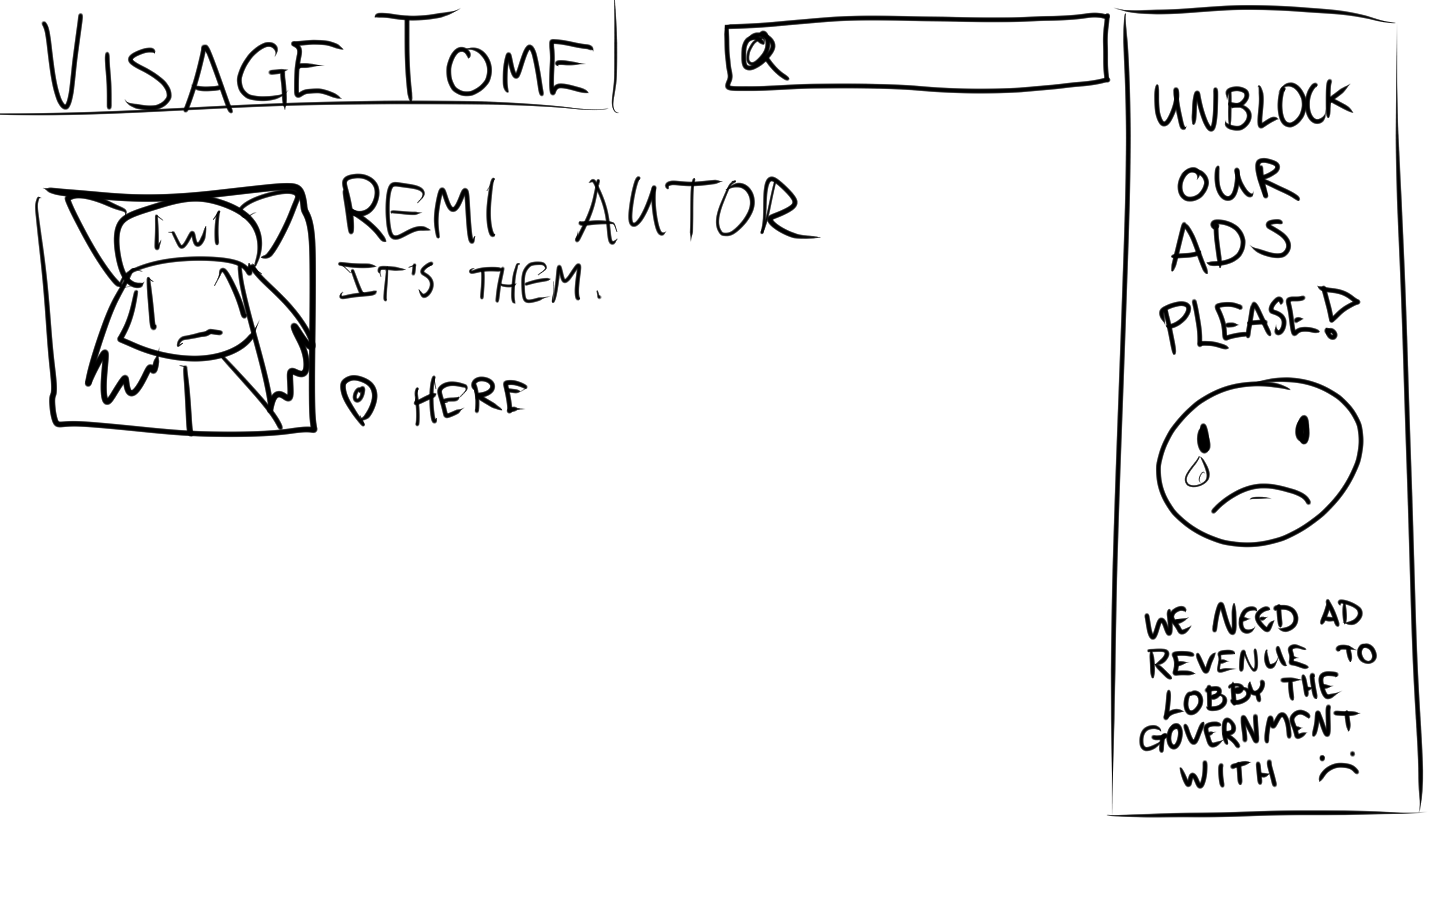 VISAGE TOME
IwI
REMI AUTOR
IT'S THEM.
HERE
UNBLOCK
OUR
ADS
PLEASE!
WE NEED AD
REVENUE TO
LOBBY THE
GOVERNMENT
WITH :(